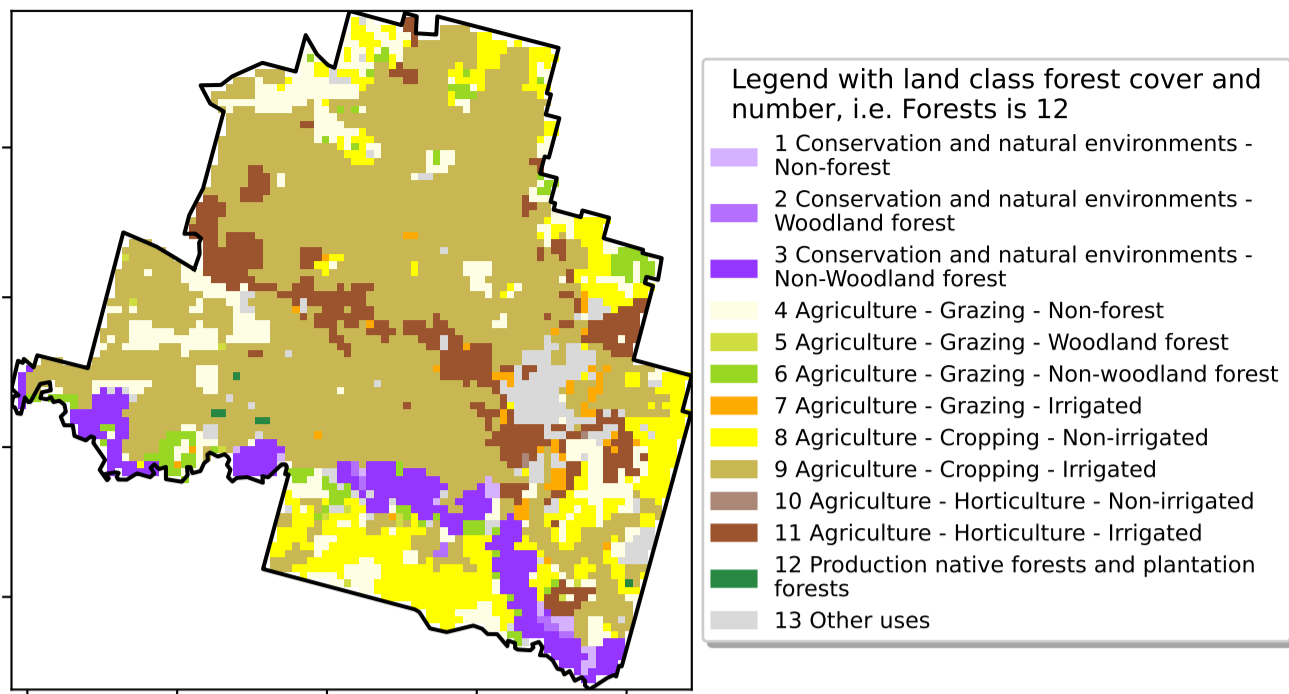 Legend with land class forest cover and
number, i.e. Forests is 12
1 Conservation and natural environments -
Non-forest
2 Conservation and natural environments -
Woodland forest
3 Conservation and natural environments -
Non-Woodland forest
4 Agriculture - Grazing - Non-forest
5 Agriculture - Grazing - Woodland forest
6 Agriculture - Grazing - Non-woodland forest
7 Agriculture - Grazing - Irrigated
8 Agriculture - Cropping - Non-irrigated
9 Agriculture - Cropping - Irrigated
10 Agriculture - Horticulture - Non-irrigated
11 Agriculture - Horticulture - Irrigated
12 Production native forests and plantation
forests
13 Other uses